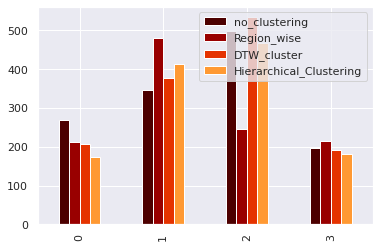 no_clustering
Region_wise
DTW_cluster
Hierarchical_Clustering
500
400
300
200
100
0
0 1 2 3